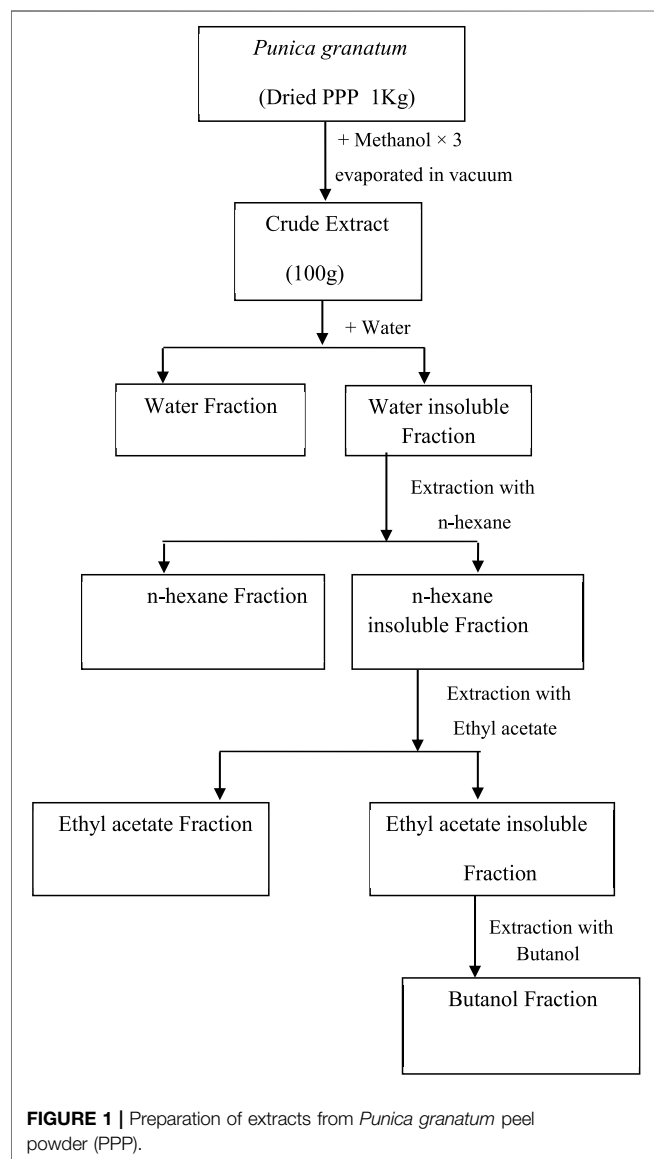 Punica granatum
(Dried PPP 1Kg)
+ Methanol × 3
evaporated in vacuum
Crude Extract
(100g)
+ Water
Water Fraction
Water insoluble
Fraction
Extraction with
n-hexane
n-hexane Fraction
n-hexane
insoluble Fraction
Extraction with
Ethyl acetate
Ethyl acetate Fraction
Ethyl acetate insoluble
Fraction
Extraction with
Butanol
Butanol Fraction
FIGURE 1 | Preparation of extracts from Punica granatum peel
powder (PPP).